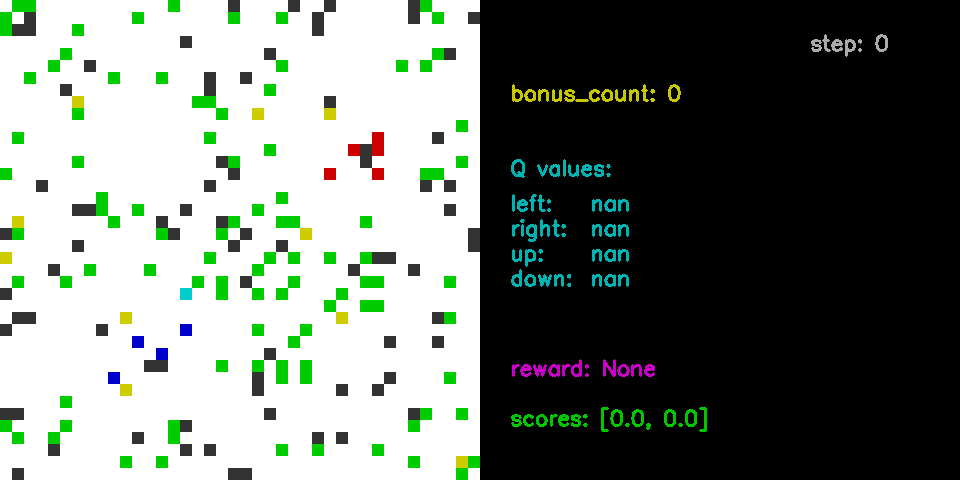 step: 0
bonus_count: 0
Q values:
left: nan
right: nan
up: nan
down: nan
reward: None
scores: [0.0, 0.0]